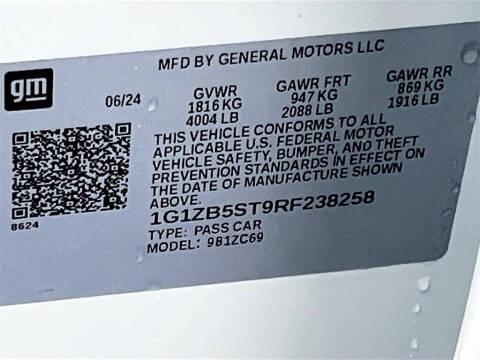 MFD BY GENERAL MOTORS LLC
gm
06/24
GVWR
1816 KG
4004 LB
GAWR FRT
947 KG
2088 LB
GAWR RR
869 KG
1916 LB
THIS VEHICLE CONFORMS TO ALL
APPLICABLE U.S. FEDERAL MOTOR
VEHICLE SAFETY, BUMPER, AND THEFT
PREVENTION STANDARDS IN EFFECT ON
THE DATE OF MANUFACTURE SHOWN
ABOVE.
8624
1G1ZB5ST9RF238258
TYPE: PASS CAR
MODEL: 981ZC69